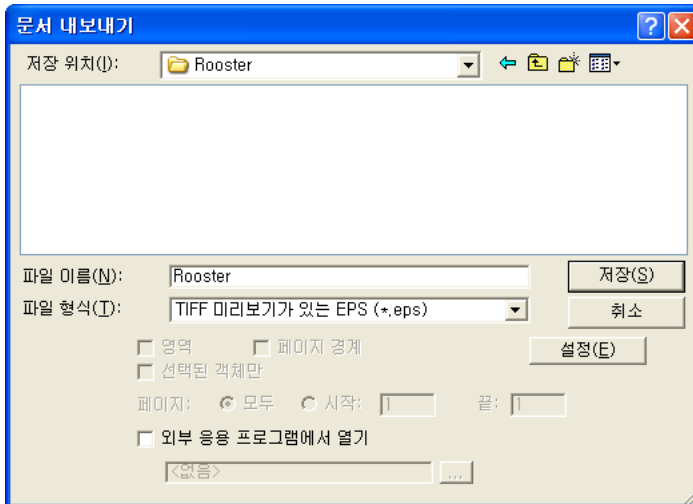 문서 내보내기
저장 위치(I): Rooster
파일 이름(N): Rooster 저장(S)
파일 형식(T): TIFF 미리보기가 있는 EPS (*.eps) 취소
영역 페이지 경계 설정(E)
선택된 객체만
페이지: 모두 시작: 1 끝: 1
외부 응용 프로그램에서 열기
<없음> ...